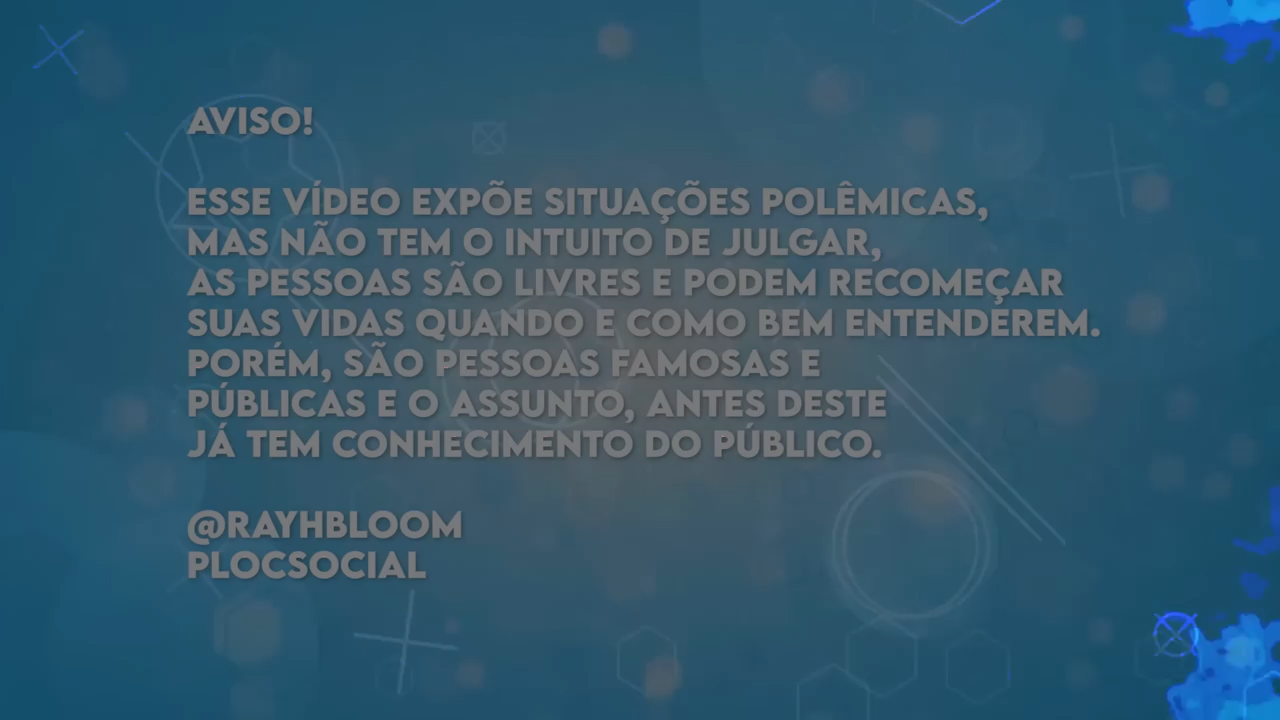 AVISO!
ESSE VÍDEO EXPÕE SITUAÇÕES POLÊMICAS,
MAS NÃO TEM O INTUITO DE JULGAR,
AS PESSOAS SÃO LIVRES E PODEM RECOMEÇAR
SUAS VIDAS QUANDO E COMO BEM ENTENDEREM.
PORÉM, SÃO PESSOAS FAMOSAS E
PÚBLICAS E O ASSUNTO, ANTES DESTE
JÁ TEM CONHECIMENTO DO PÚBLICO.
@RAYHBLOOM
PLOCSOCIAL